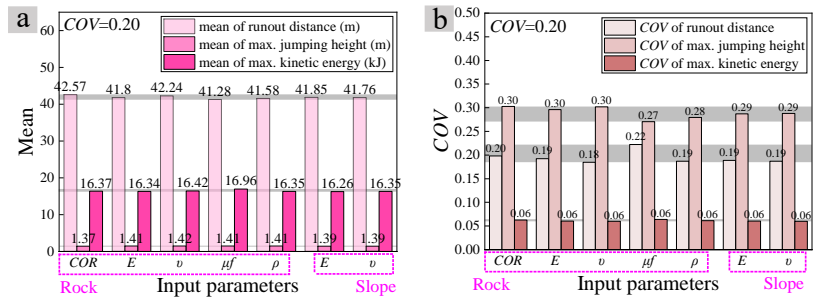 a
COV=0.20
mean of runout distance (m)
mean of max. jumping height (m)
mean of max. kinetic energy (kJ)
Mean
60
50
40
30
20
10
0
42.57 41.8 42.24 41.28 41.58 41.85 41.76
16.37 16.34 16.42 16.96 16.35 16.26 16.35
1.37 1.41 1.42 1.41 1.41 1.39 1.39
COR E υ μf ρ E υ
Rock Input parameters Slope
b
COV=0.20
COV of runout distance
COV of max. jumping height
COV of max. kinetic energy
COV
0.50
0.45
0.40
0.35
0.30
0.25
0.20
0.15
0.10
0.05
0.00
0.30 0.30 0.30 0.27 0.28 0.29 0.29
0.20 0.19 0.18 0.22 0.19 0.19 0.19
0.06 0.06 0.06 0.06 0.06 0.06 0.06
COR E υ μf ρ E υ
Rock Input parameters Slope